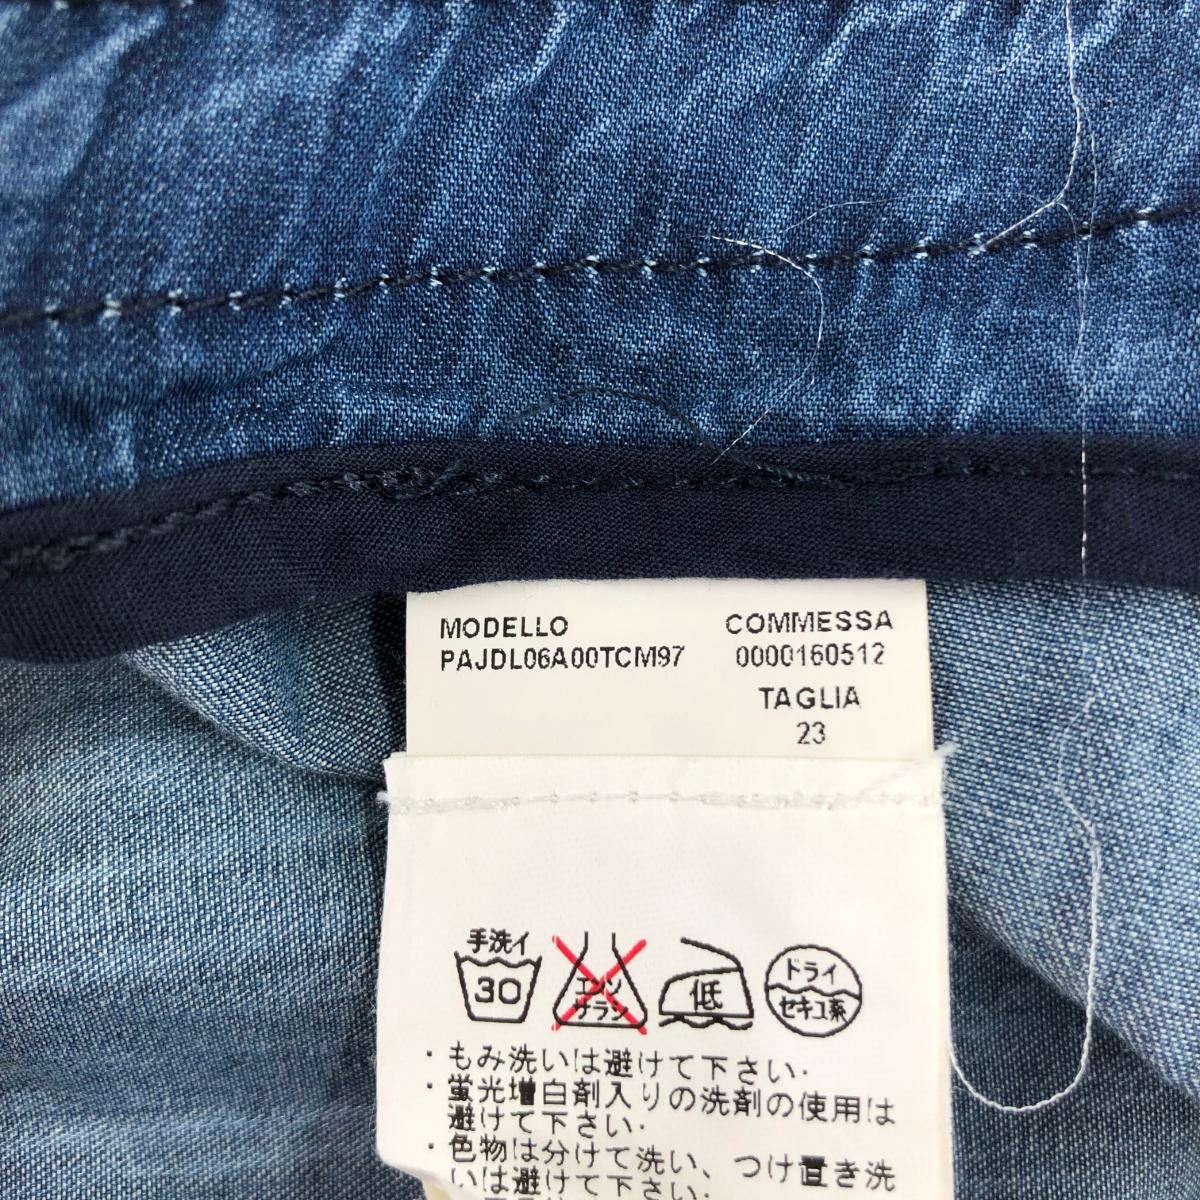 MODELLO
PAJDL06A00TCM97
COMMESSA
0000160512
TAGLIA
23
手洗イ
30
エンソ
サラシ
低
ドライ
セキユ系
・もみ洗いは避けて下さい.
・蛍光増白剤入りの洗剤の使用は
避けて下さい.
・色物は分けて洗い、つけ置き洗
いは避けて下さい.